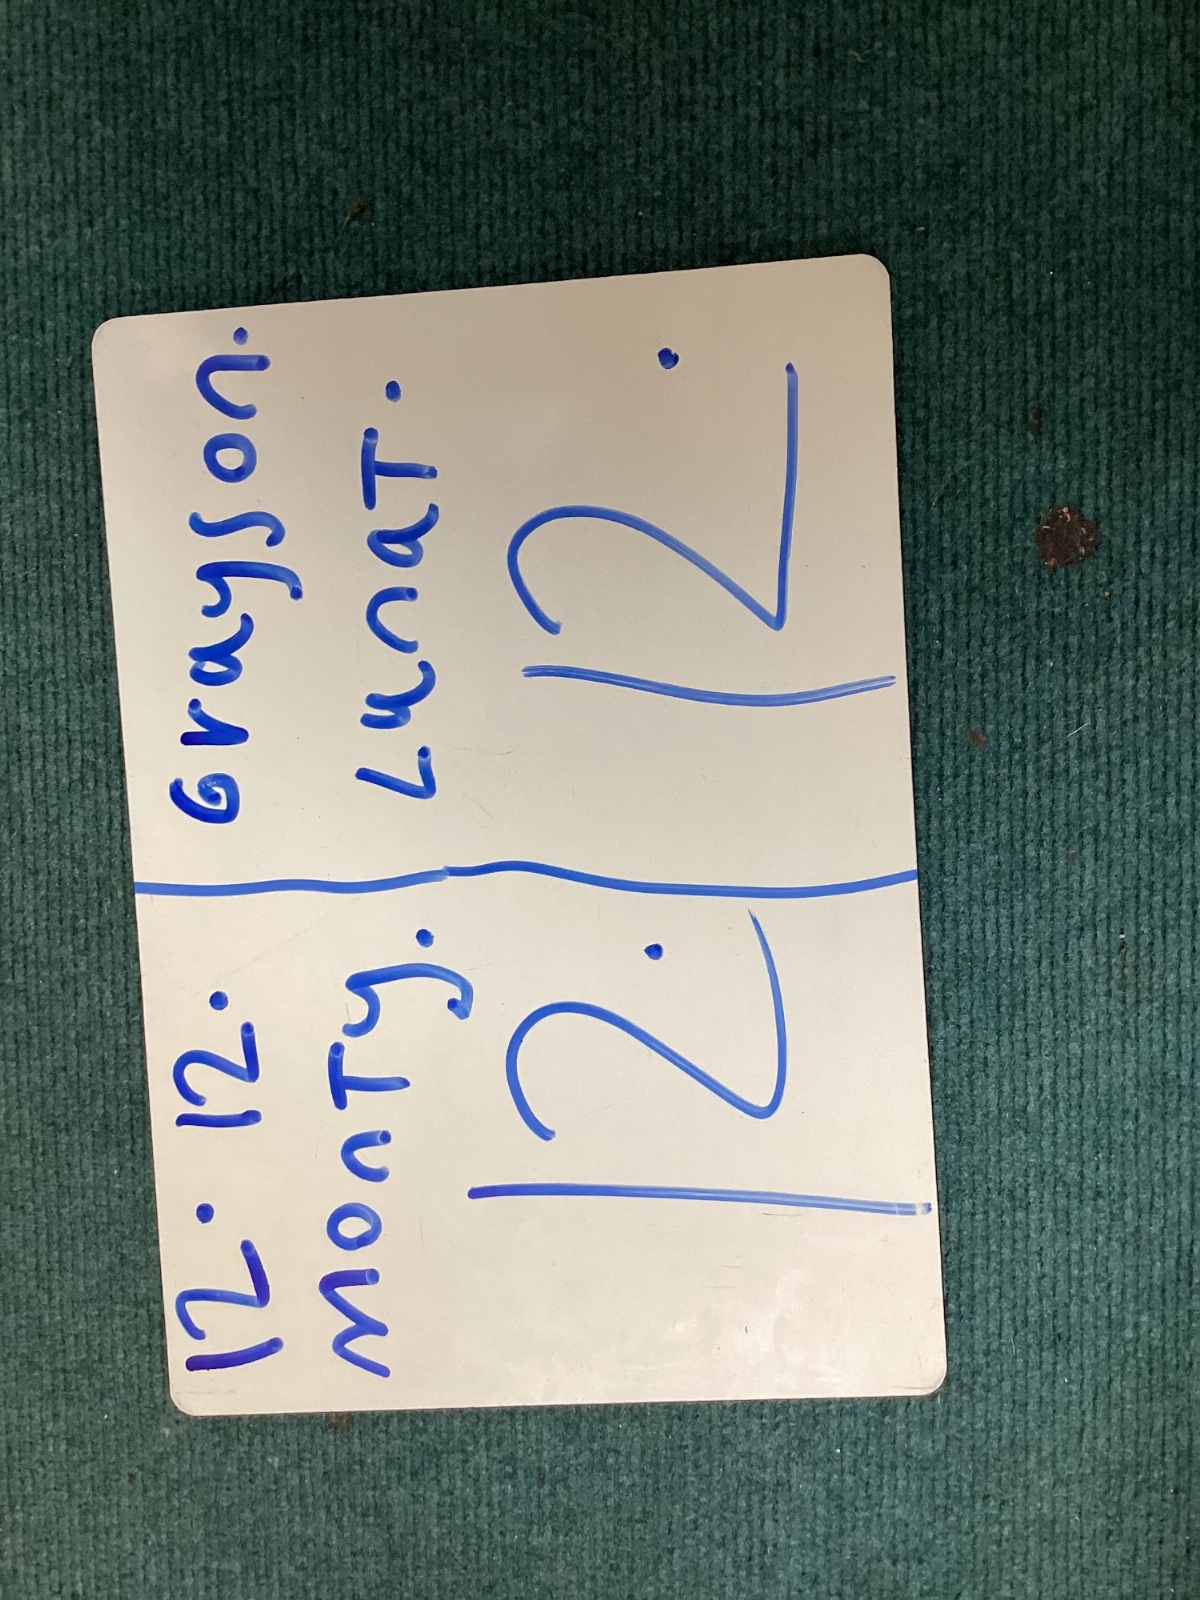 12. 12.
monTy.
12.
Grayson.
LunaT.
12.